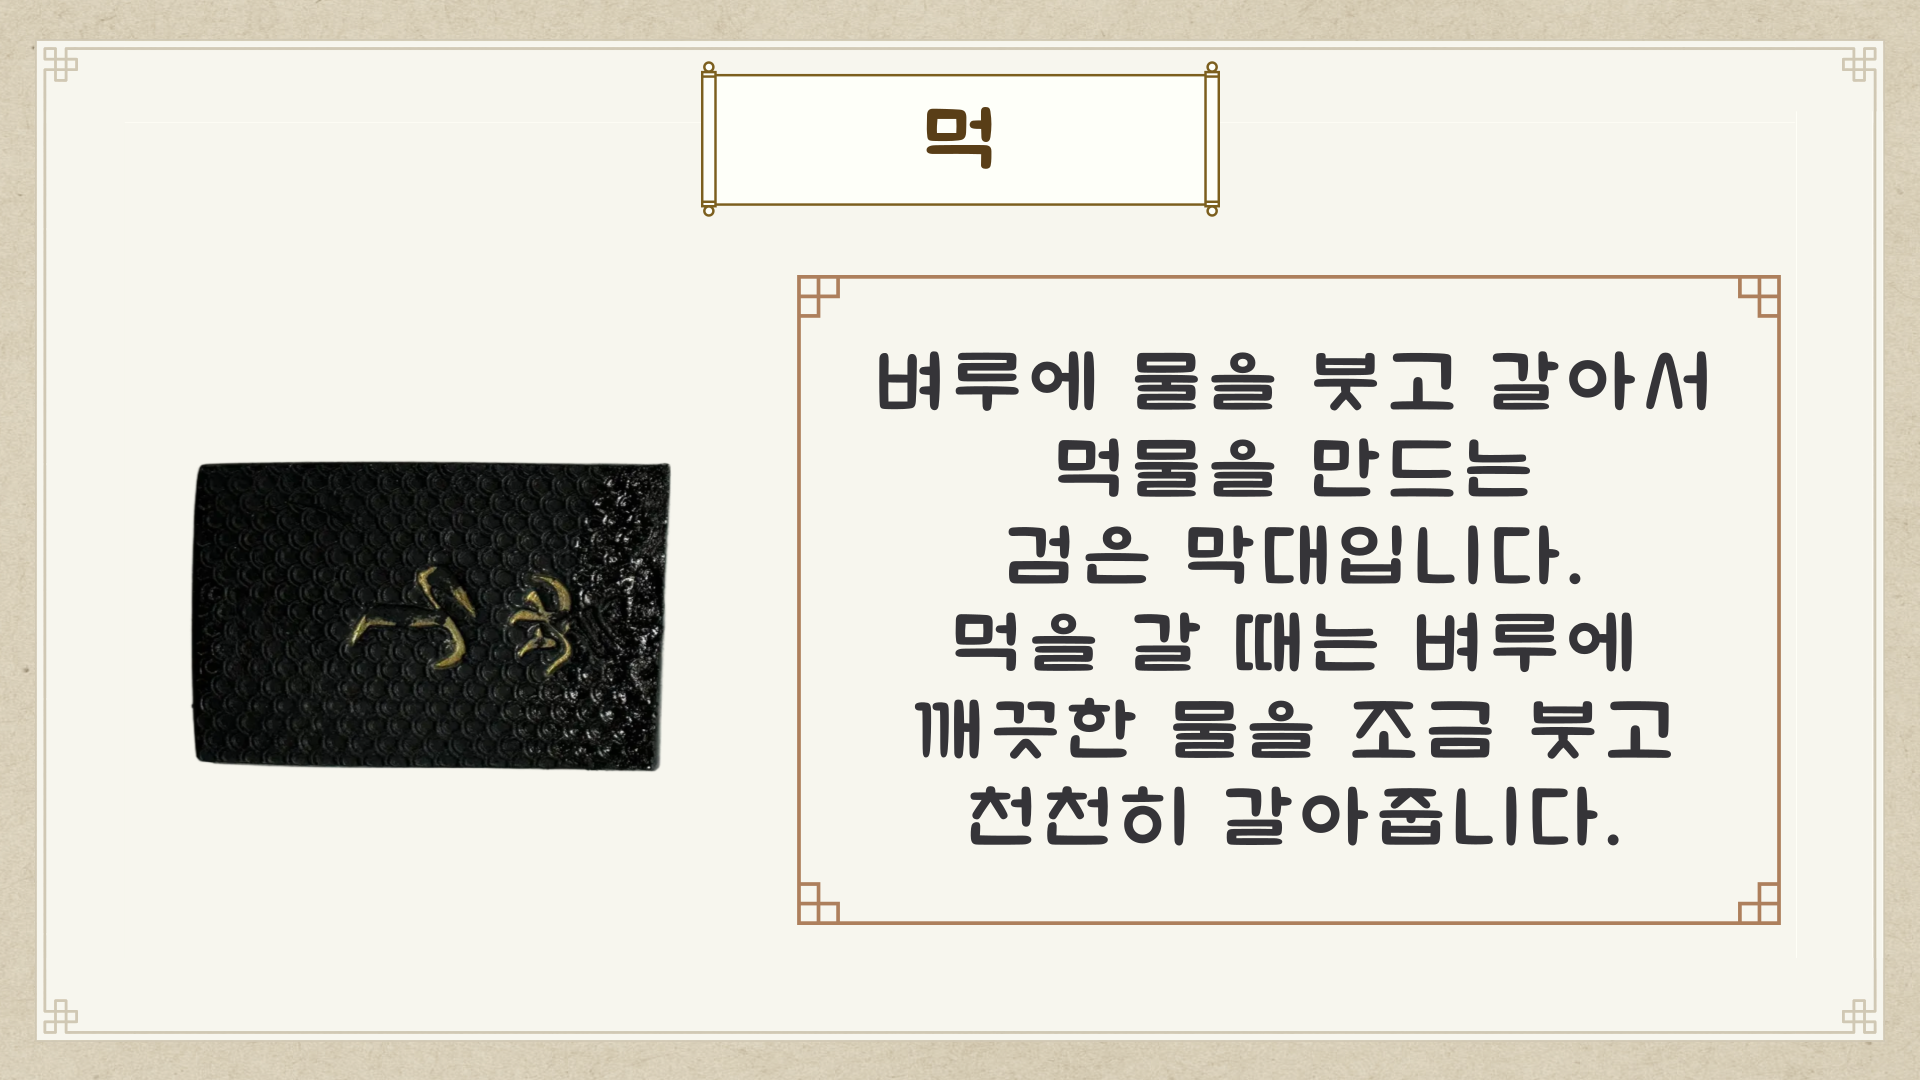 먹
벼루에 물을 붓고 갈아서
먹물을 만드는
검은 막대입니다.
먹을 갈 때는 벼루에
깨끗한 물을 조금 붓고
천천히 갈아줍니다.